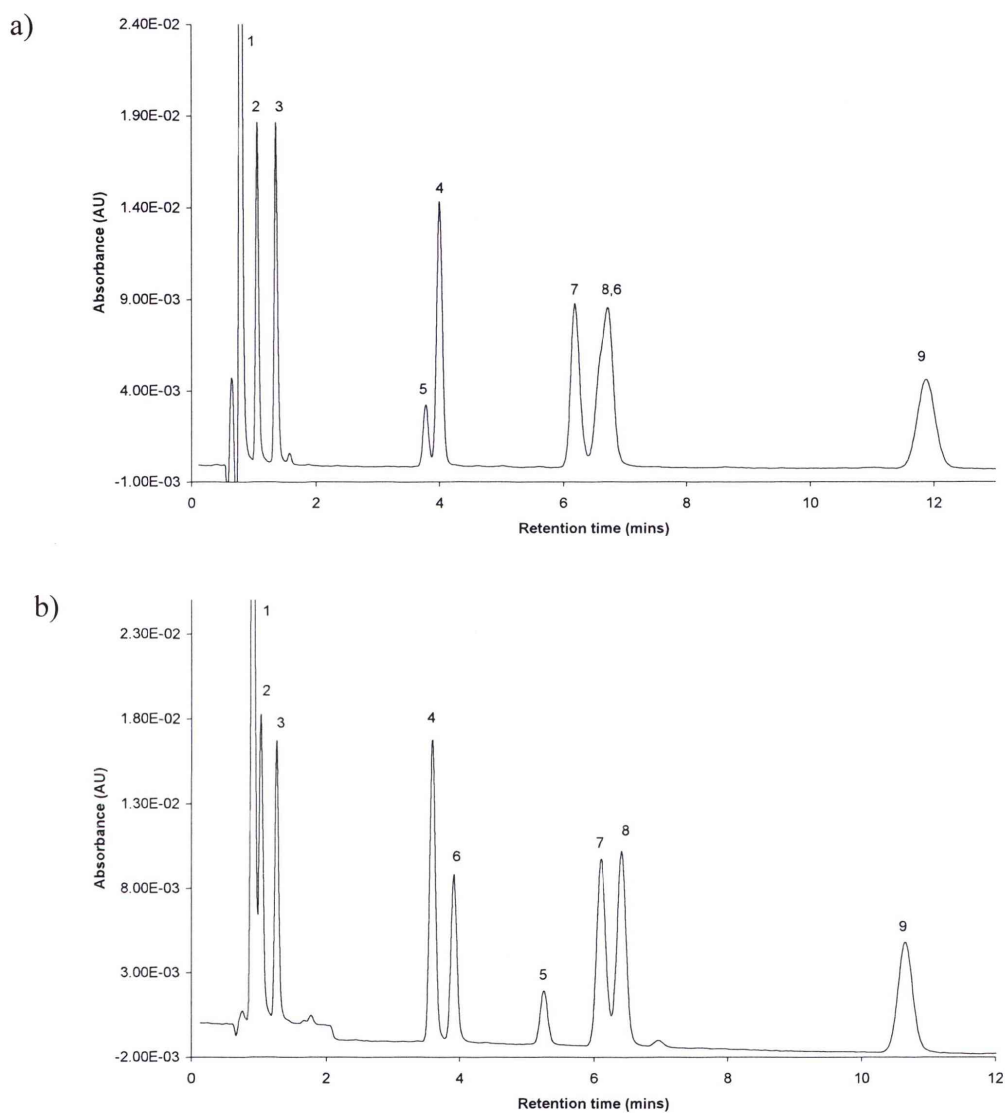 a)
2.40E-02
1.90E-02
1.40E-02
9.00E-03
4.00E-03
-1.00E-03
Absorbance (AU)
1
2 3
4
5
7 8,6
9
0 2 4 6 8 10 12
Retention time (mins)
b)
2.30E-02
1.80E-02
1.30E-02
8.00E-03
3.00E-03
-2.00E-03
Absorbance (AU)
1
2
3
4
6
5
7 8
9
0 2 4 6 8 10 12
Retention time (mins)